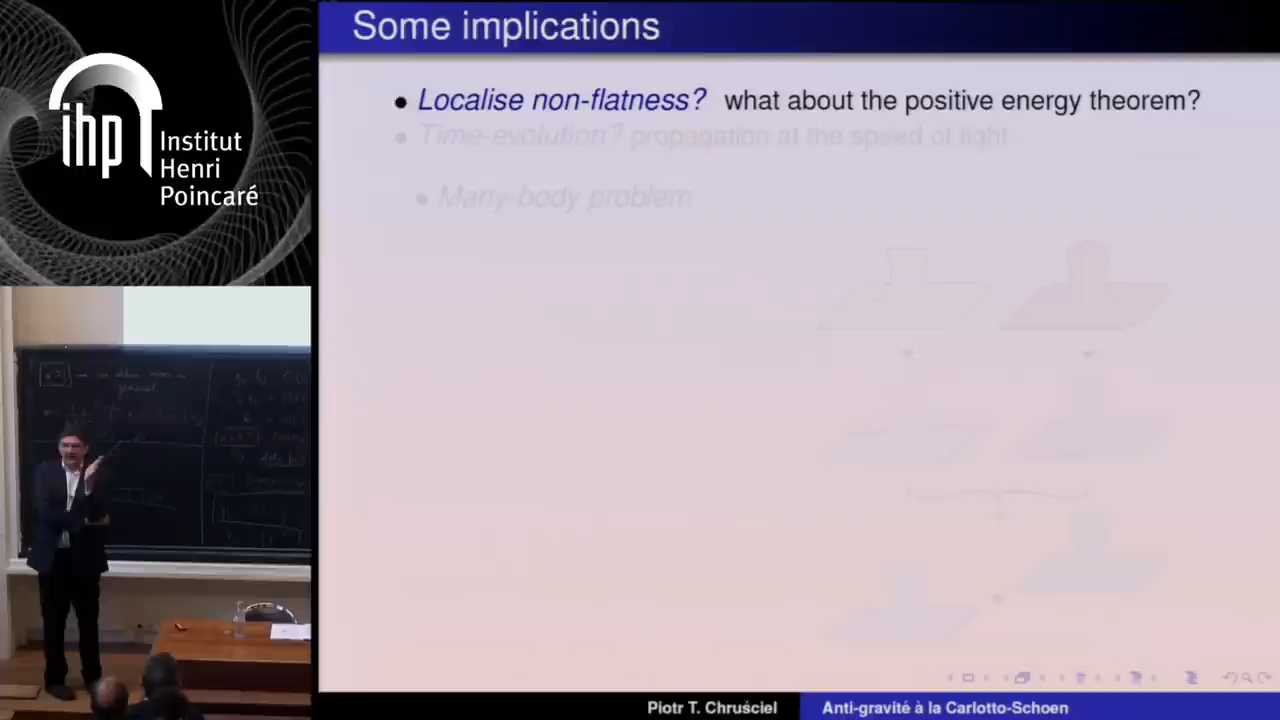 Some implications
ihp
Institut
Henri
Poincaré
• Localise non-flatness? what about the positive energy theorem?
• Time-evolution? propagation at the speed of light
• Many-body problem
Piotr T. Chruściel
Anti-gravité à la Carlotto-Schoen